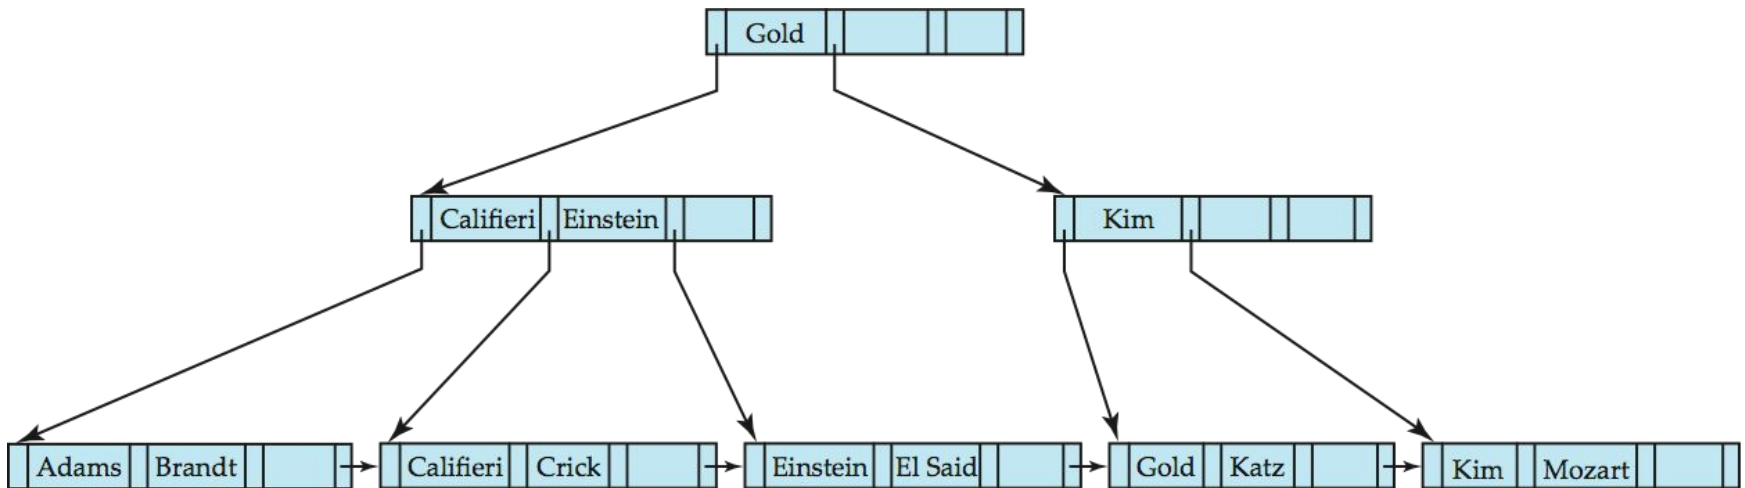 Gold
Califieri Einstein Kim
Adams Brandt Califieri Crick Einstein El Said Gold Katz Kim Mozart